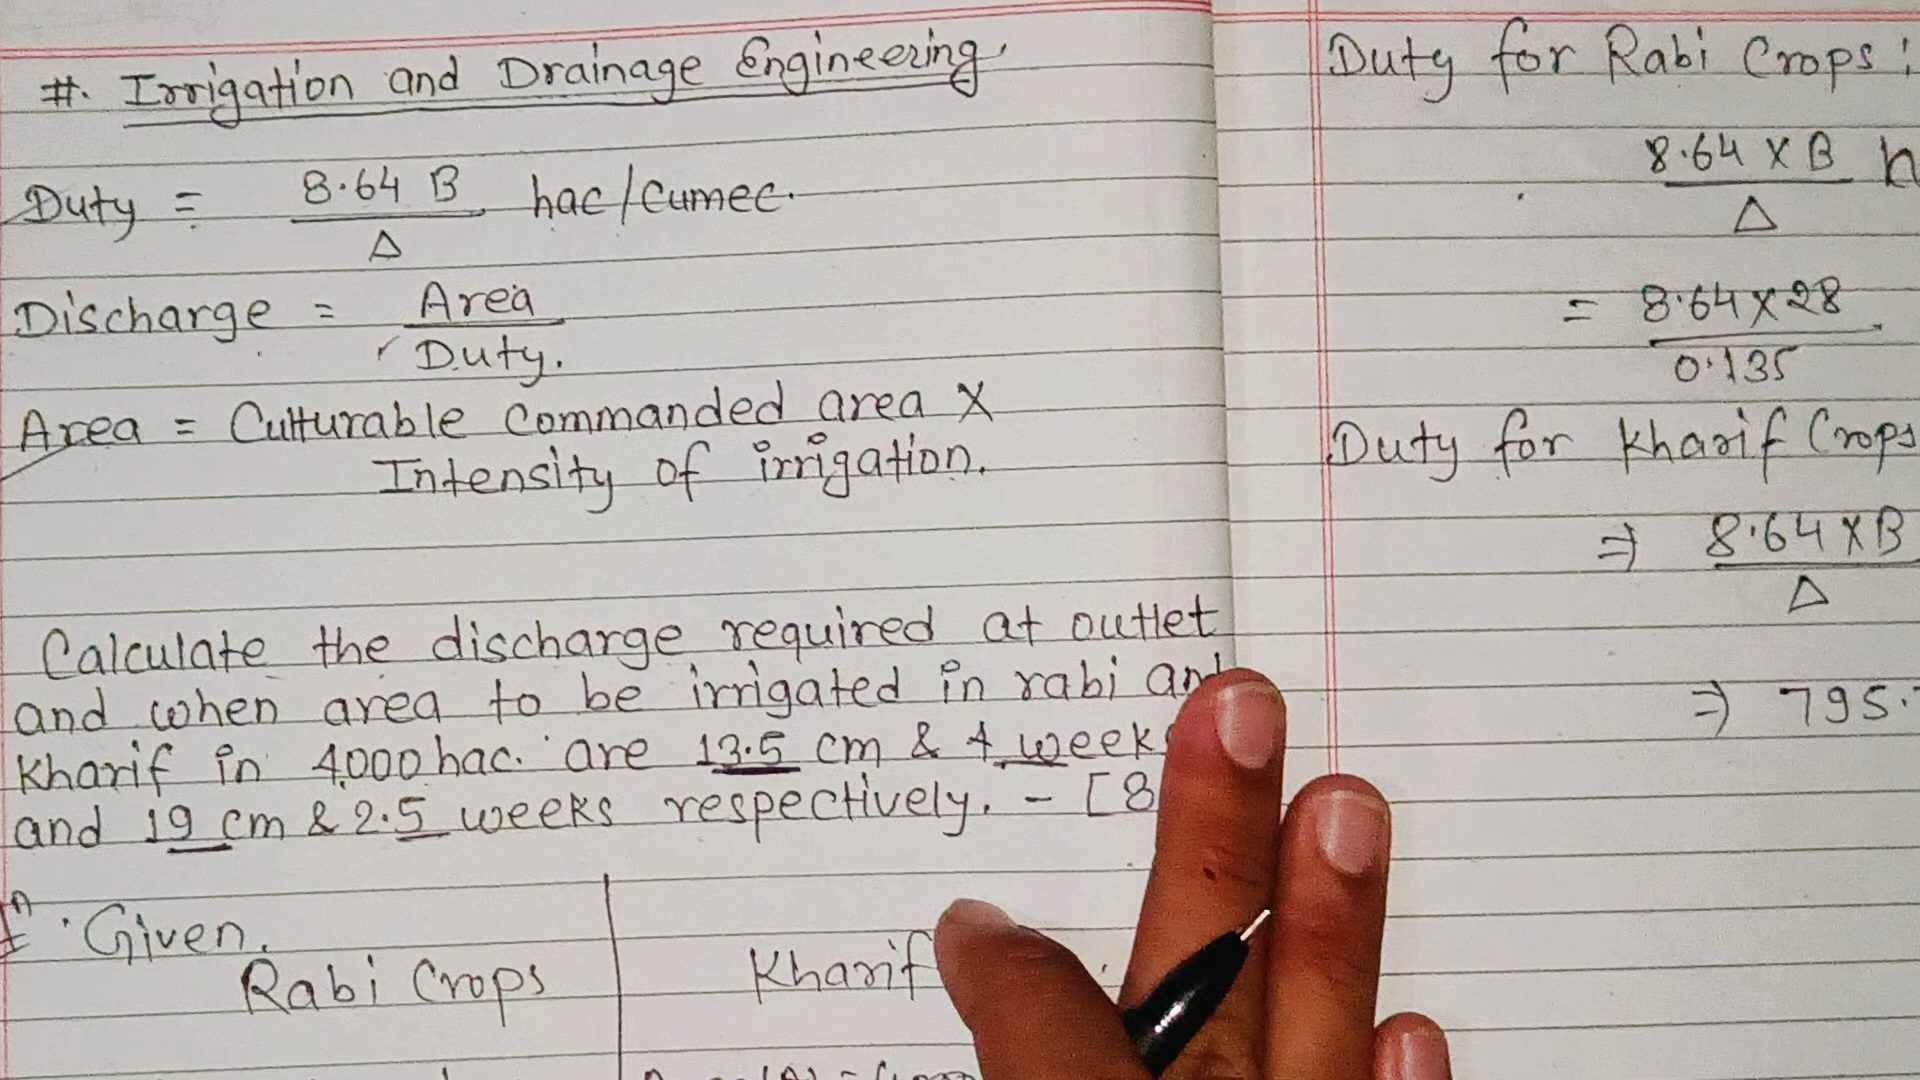 #. Irrigation and Drainage Engineering.
Duty = 8.64 B / Δ hac/cumec.
Discharge = Area / Duty.
Area = Culturable commanded area X
Intensity of irrigation.
Calculate the discharge required at outlet
and when area to be irrigated in rabi and
Kharif in 4000 hac. are 13.5 cm & 4 weeks
and 19 cm & 2.5 weeks respectively. - [8
Given.
Rabi Crops
Kharif
Duty for Rabi Crops:
8.64 X B / Δ h
= 8.64 X 28 / 0.135
Duty for Kharif Crops
⇒ 8.64 X B / Δ
⇒ 795.